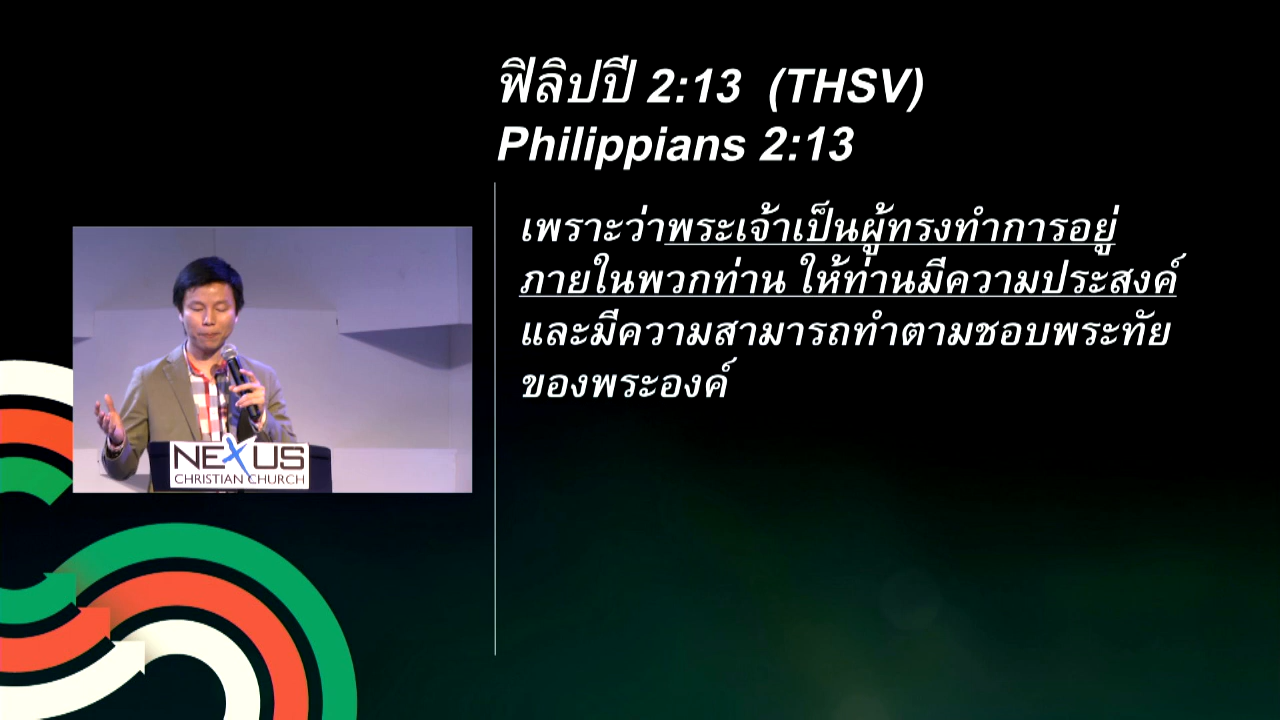 ฟีลิปปี 2:13 (THSV)
Philippians 2:13
เพราะว่าพระเจ้าเป็นผู้ทรงทำการอยู่
ภายในพวกท่าน ให้ท่านมีความประสงค์
และมีความสามารถทำตามชอบพระทัย
ของพระองค์
NEXUS
CHRISTIAN CHURCH